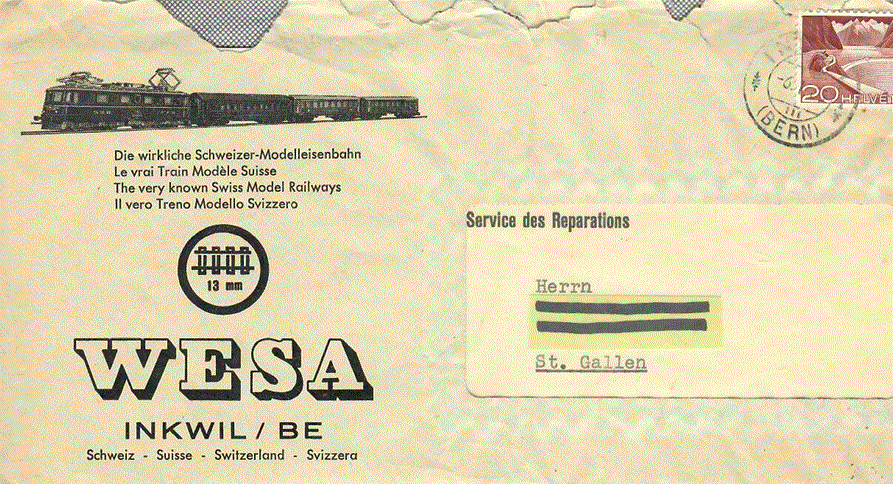 Die wirkliche Schweizer-Modelleisenbahn
Le vrai Train Modèle Suisse
The very known Swiss Model Railways
Il vero Treno Modello Svizzero
13 mm
WESA
INKWIL / BE
Schweiz - Suisse - Switzerland - Svizzera
(BERN)
20 HELVE
Service des Reparations
Herrn
St. Gallen